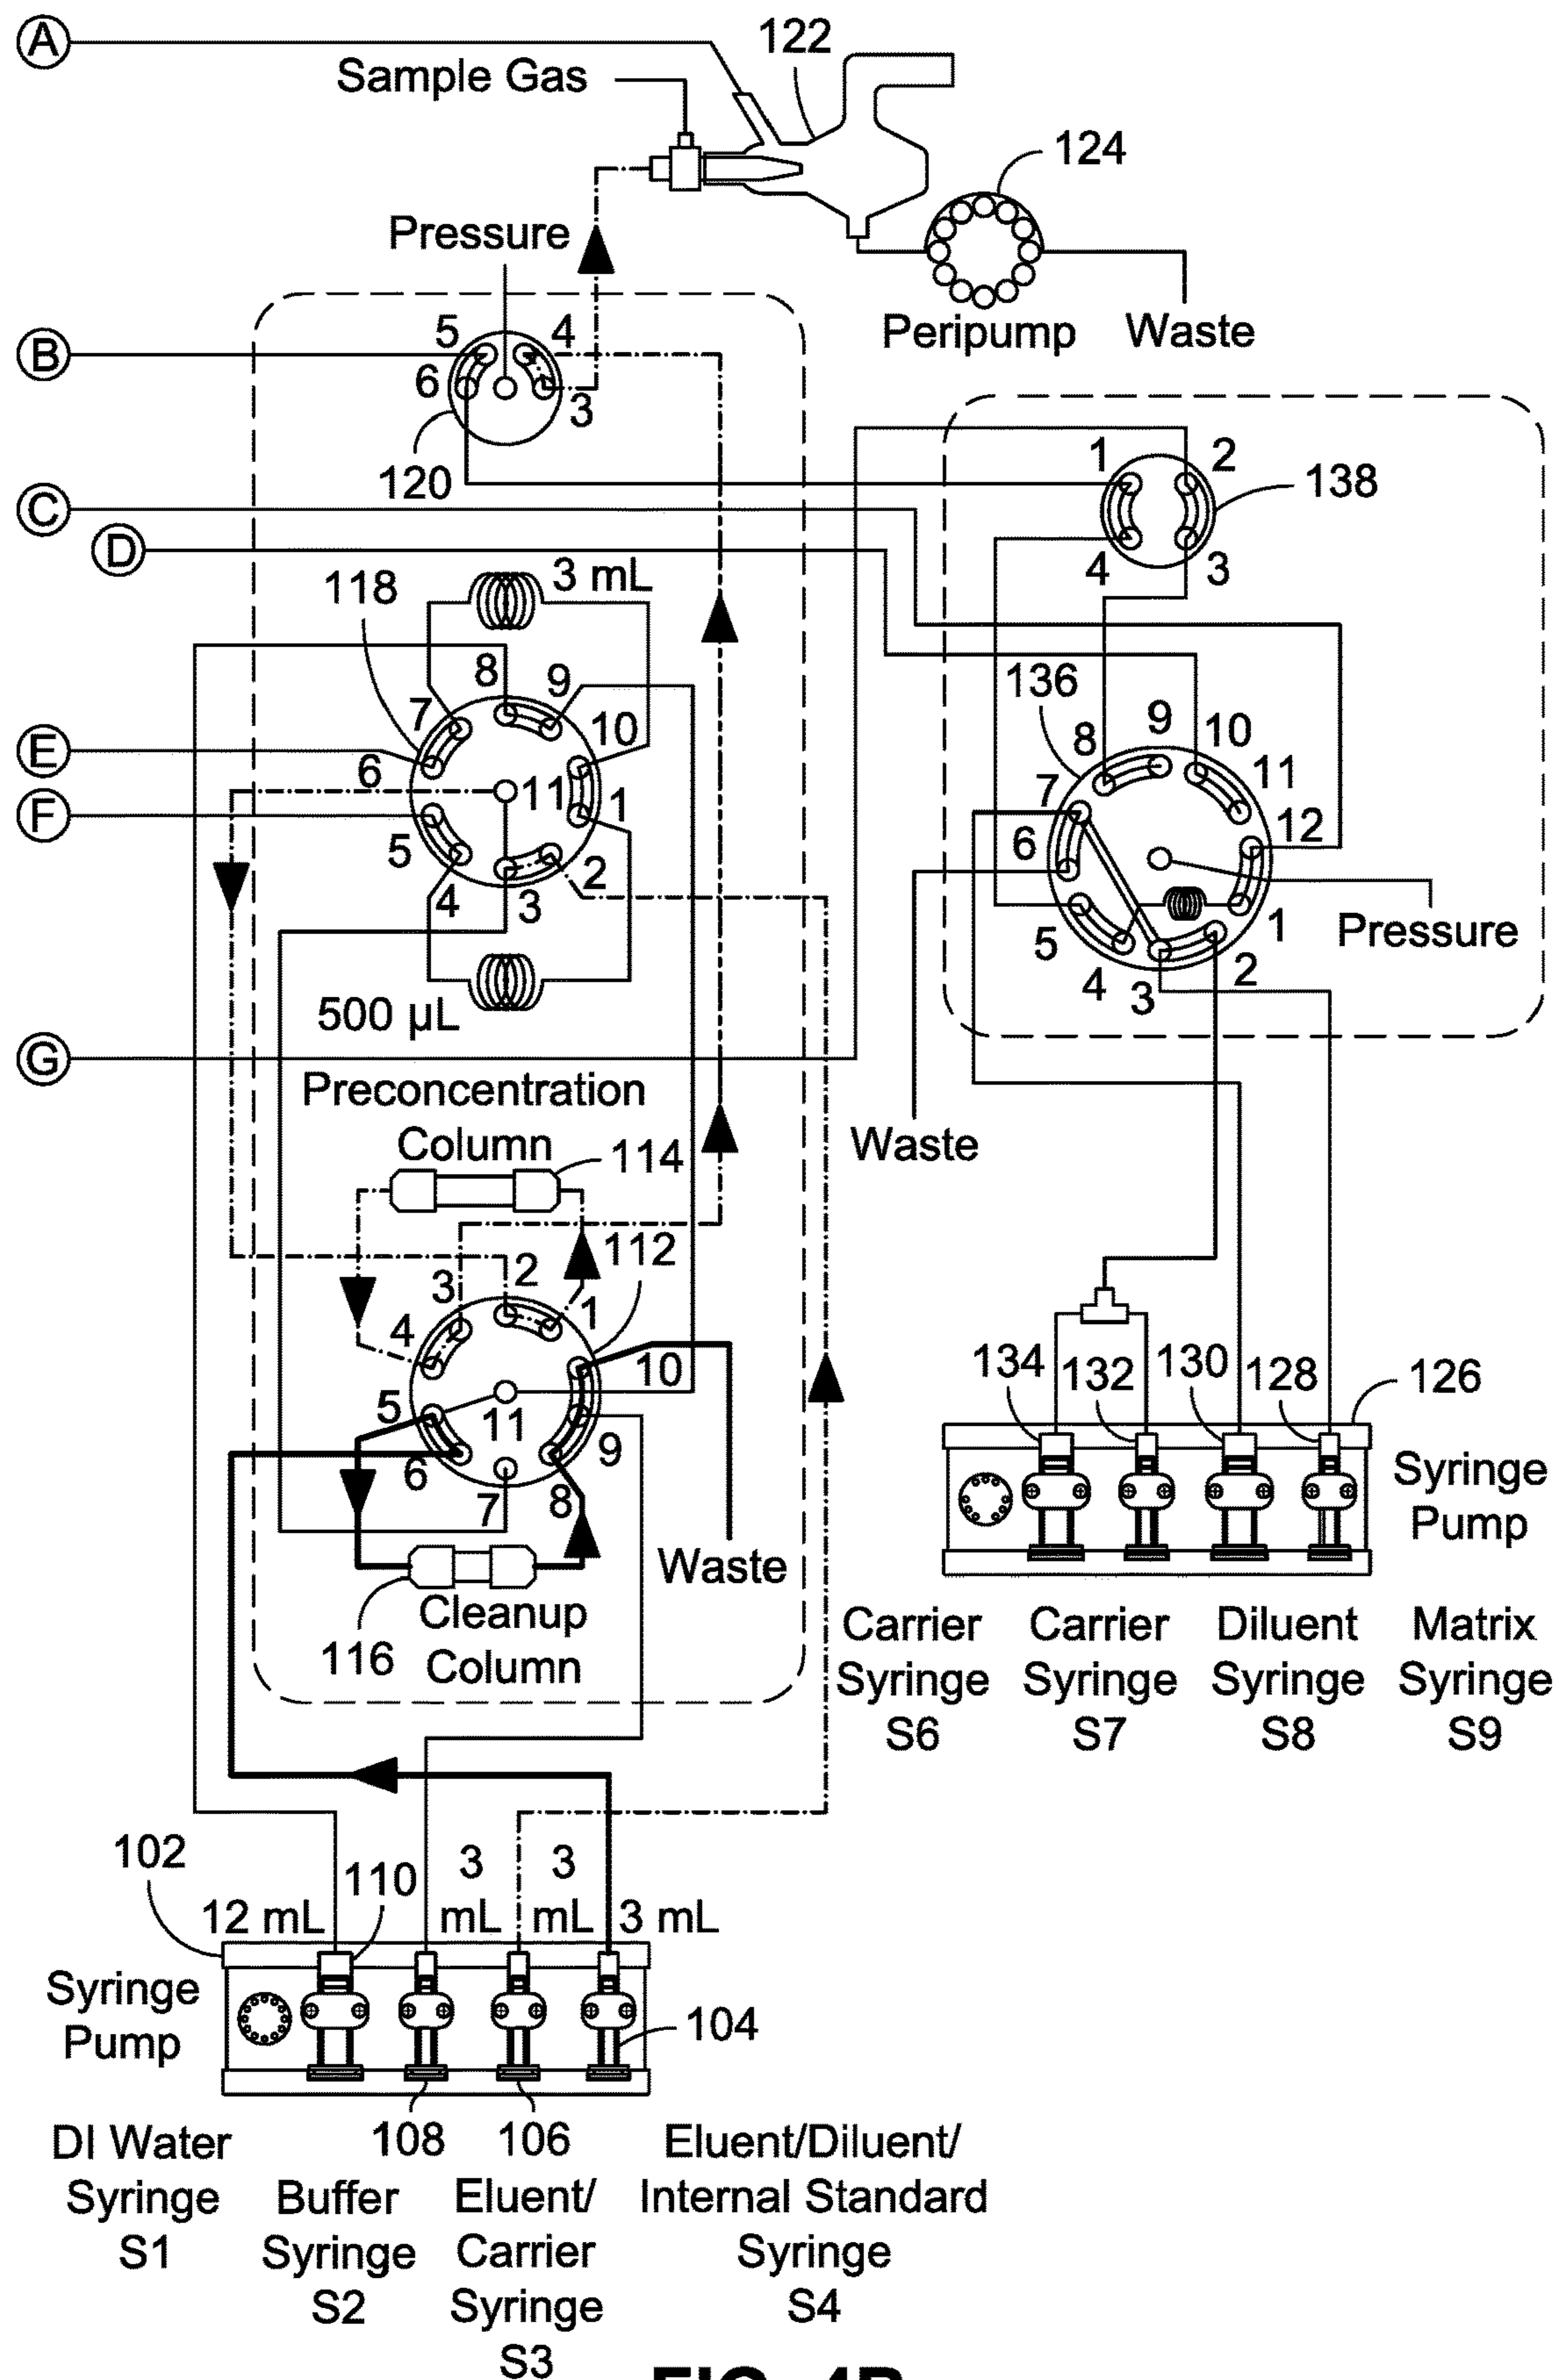 A
Sample Gas
122
124
Pressure
Peripump
Waste
B
5
4
6
3
120
1
2
138
4
3
C
D
118
3 mL
8
9
7
10
E
6
11
1
F
5
2
4
3
500 µL
136
9
10
8
11
7
12
6
1
5
2
4
3
Pressure
G
Waste
Preconcentration
Column
114
112
3
2
1
4
10
5
11
9
6
7
8
Waste
116
Cleanup
Column
134
132
130
128
126
Syringe
Pump
Carrier
Syringe
S6
Carrier
Syringe
S7
Diluent
Syringe
S8
Matrix
Syringe
S9
102
110
12 mL
3
mL
3
mL
3 mL
Syringe
Pump
104
108
106
DI Water
Syringe
S1
Buffer
Syringe
S2
Eluent/
Carrier
Syringe
S3
Eluent/Diluent/
Internal Standard
Syringe
S4